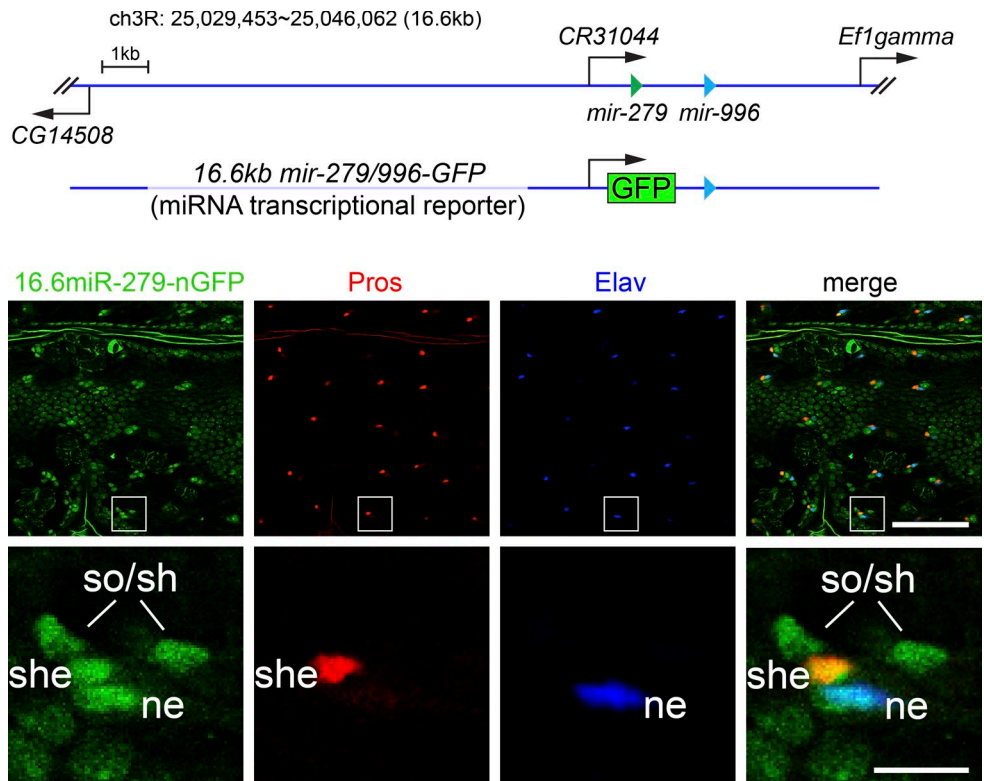 ch3R: 25,029,453~25,046,062 (16.6kb)
1kb
CR31044
Ef1gamma
CG14508
mir-279
mir-996
16.6kb mir-279/996-GFP
(miRNA transcriptional reporter)
GFP
16.6miR-279-nGFP
Pros
Elav
merge
so/sh
she
ne
she
ne
so/sh
she
ne